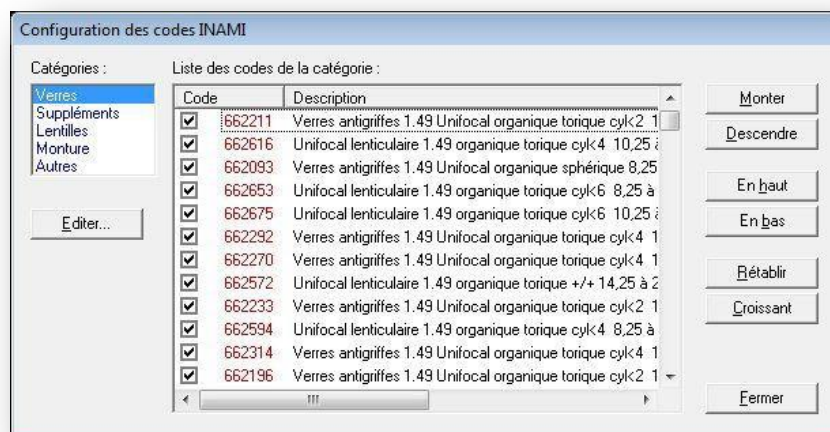 Configuration des codes INAMI
Catégories :
Verres
Suppléments
Lentilles
Monture
Autres
Editer...
Liste des codes de la catégorie :
Code Description
662211 Verres antigriffes 1.49 Unifocal organique torique cyl<2 1
662616 Unifocal lenticulaire 1.49 organique torique cyl<4 10,25 à
662093 Verres antigriffes 1.49 Unifocal organique sphérique 8,25
662653 Unifocal lenticulaire 1.49 organique torique cyl<6 8,25 à
662675 Unifocal lenticulaire 1.49 organique torique cyl<6 10,25 à
662292 Verres antigriffes 1.49 Unifocal organique torique cyl<4 1
662270 Verres antigriffes 1.49 Unifocal organique torique cyl<4 1
662572 Unifocal lenticulaire 1.49 organique torique +/+ 14,25 à 2
662233 Verres antigriffes 1.49 Unifocal organique torique cyl<2 1
662594 Unifocal lenticulaire 1.49 organique torique cyl<4 8,25 à
662314 Verres antigriffes 1.49 Unifocal organique torique cyl<4 1
662196 Verres antigriffes 1.49 Unifocal organique torique cyl<2 1
Monter
Descendre
En haut
En bas
Rétablir
Croissant
Fermer